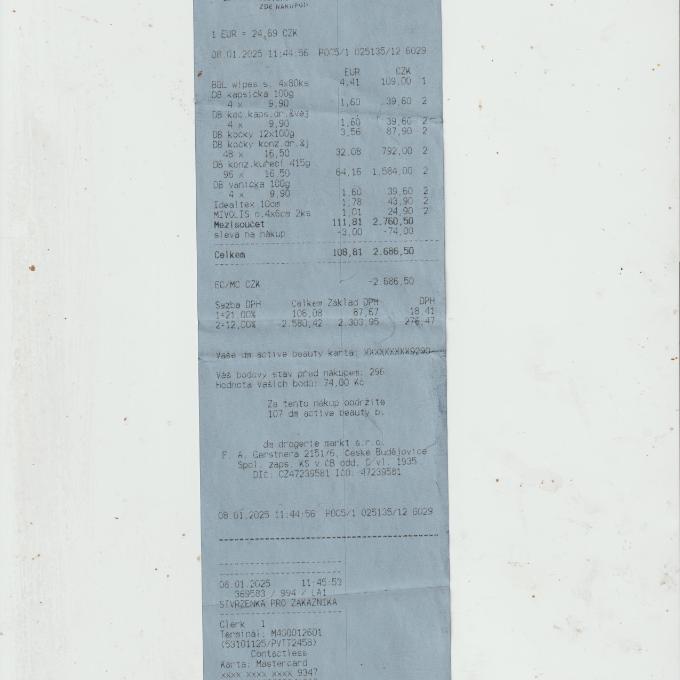 ZDE NAKUPUJI
1 EUR = 24,69 CZK
08.01.2025 11:44:56 P0C5/1 025135/12 6029
EUR CZK
BGL wipes s. 4x80ks 4,41 109,00 1
DB kapsička 100g
4 x 9,90 1,60 39,60 2
DB koč.kaps.dr.&vej
4 x 9,90 1,60 39,60 2
DB kočky 12x100g 3,56 87,90 2
DB kočky konz.dr.&j
48 x 16,50 32,08 792,00 2
DB konz.kuřecí 415g
96 x 16,50 64,16 1.584,00 2
DB vanička 100g
4 x 9,90 1,60 39,60 2
Idealtex 10cm 1,78 43,90 2
MIVOLIS o.4x6cm 2ks 1,01 24,90 2
Mezisoučet 111,81 2.760,50
sleva na nákup -3,00 -74,00
Celkem 108,81 2.686,50
EC/MC CZK -2.686,50
Sazba DPH Celkem Základ DPH DPH
1=21,00% 106,08 87,67 18,41
2=12,00% 2.580,42 2.303,95 276,47
Vaše dm active beauty karta: XXXXXXXXX9290
Váš bodový stav před nákupem: 296
Hodnota Vašich bodů: 74,00 Kč
Za tento nákup obdržíte
107 dm active beauty b.
dm drogerie markt s.r.o.
F. A. Gerstnera 2151/6, České Budějovice
Spol. zaps. KS v ČB odd. C vl. 1935
DIČ: CZ47239581 IČO: 47239581
08.01.2025 11:44:56 P0C5/1 025135/12 6029
08.01.2025 11:45:53
369583 / 994 / LA1
STVRZENKA PRO ZÁKAZNÍKA
Clerk 1
Terminál: M4G0012601
(53101125/PVTT2458)
Contactless
Karta: Mastercard
xxxx xxxx xxxx 9347